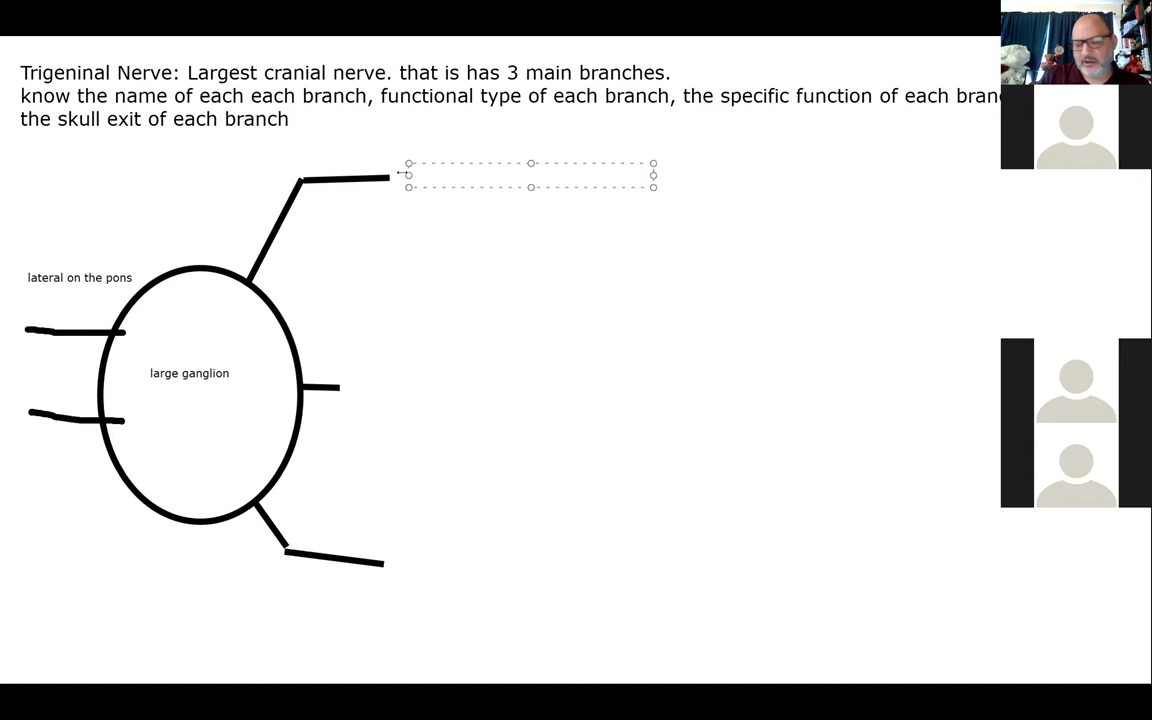 Trigeninal Nerve: Largest cranial nerve. that is has 3 main branches.
know the name of each each branch, functional type of each branch, the specific function of each
the skull exit of each branch
lateral on the pons
large ganglion